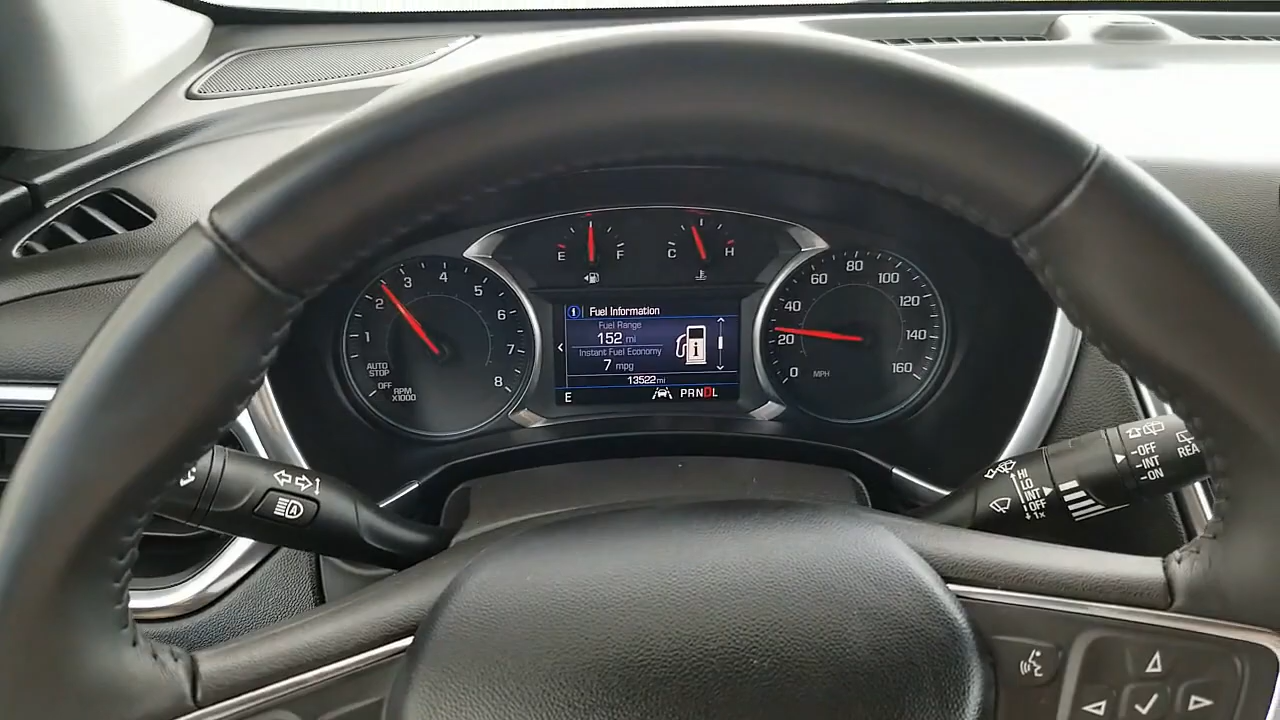 E F
C H
1 2 3 4 5 6 7 8
AUTO
STOP
OFF
RPM
X1000
i Fuel Information
Fuel Range
152 mi
Instant Fuel Economy
7 mpg
13522 mi
E
PRNDL
0 20 40 60 80 100 120 140 160
MPH
A
HI
LO
INT
OFF
1x
OFF
INT
ON
REA